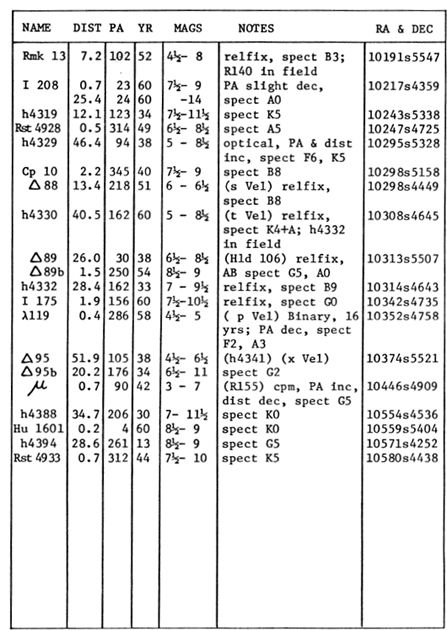 NAME DIST PA YR MAGS NOTES RA & DEC
Rmk 13 7.2 102 52 4½- 8 relfix, spect B3; 10191s5547
R140 in field
I 208 0.7 23 60 7½- 9 PA slight dec, 10217s4359
25.4 24 60 -14 spect A0
h4319 12.1 123 34 7½-11½ spect K5 10243s5338
Rst 4928 0.5 314 49 6½- 8½ spect A5 10247s4725
h4329 46.4 94 38 5 - 8½ optical, PA & dist 10295s5328
inc, spect F6, K5
Cp 10 2.2 345 40 7½- 9 spect B8 10298s5158
Δ88 13.4 218 51 6 - 6½ (s Vel) relfix, 10298s4449
spect B8
h4330 40.5 162 60 5 - 8½ (t Vel) relfix, 10308s4645
spect K4+A; h4332
in field
Δ89 26.0 30 38 6½- 8½ (Hld 106) relfix, 10313s5507
Δ89b 1.5 250 54 8½- 9 AB spect G5, A0
h4332 28.4 162 33 7 - 9½ relfix, spect B9 10314s4643
I 175 1.9 156 60 7½-10½ relfix, spect G0 10342s4735
λ119 0.4 286 58 4½- 5 ( p Vel) Binary, 16 10352s4758
yrs; PA dec, spect
F2, A3
Δ95 51.9 105 38 4½- 6½ (h4341) (x Vel) 10374s5521
Δ95b 20.2 176 34 6½- 11 spect G2
μ 0.7 90 42 3 - 7 (R155) cpm, PA inc, 10446s4909
dist dec, spect G5
h4388 34.7 206 30 7- 11½ spect K0 10554s4536
Hu 1601 0.2 4 60 8½- 9 spect K0 10559s5404
h4394 28.6 261 13 8½- 9 spect G5 10571s4252
Rst 4933 0.7 312 44 7½- 10 spect K5 10580s4438